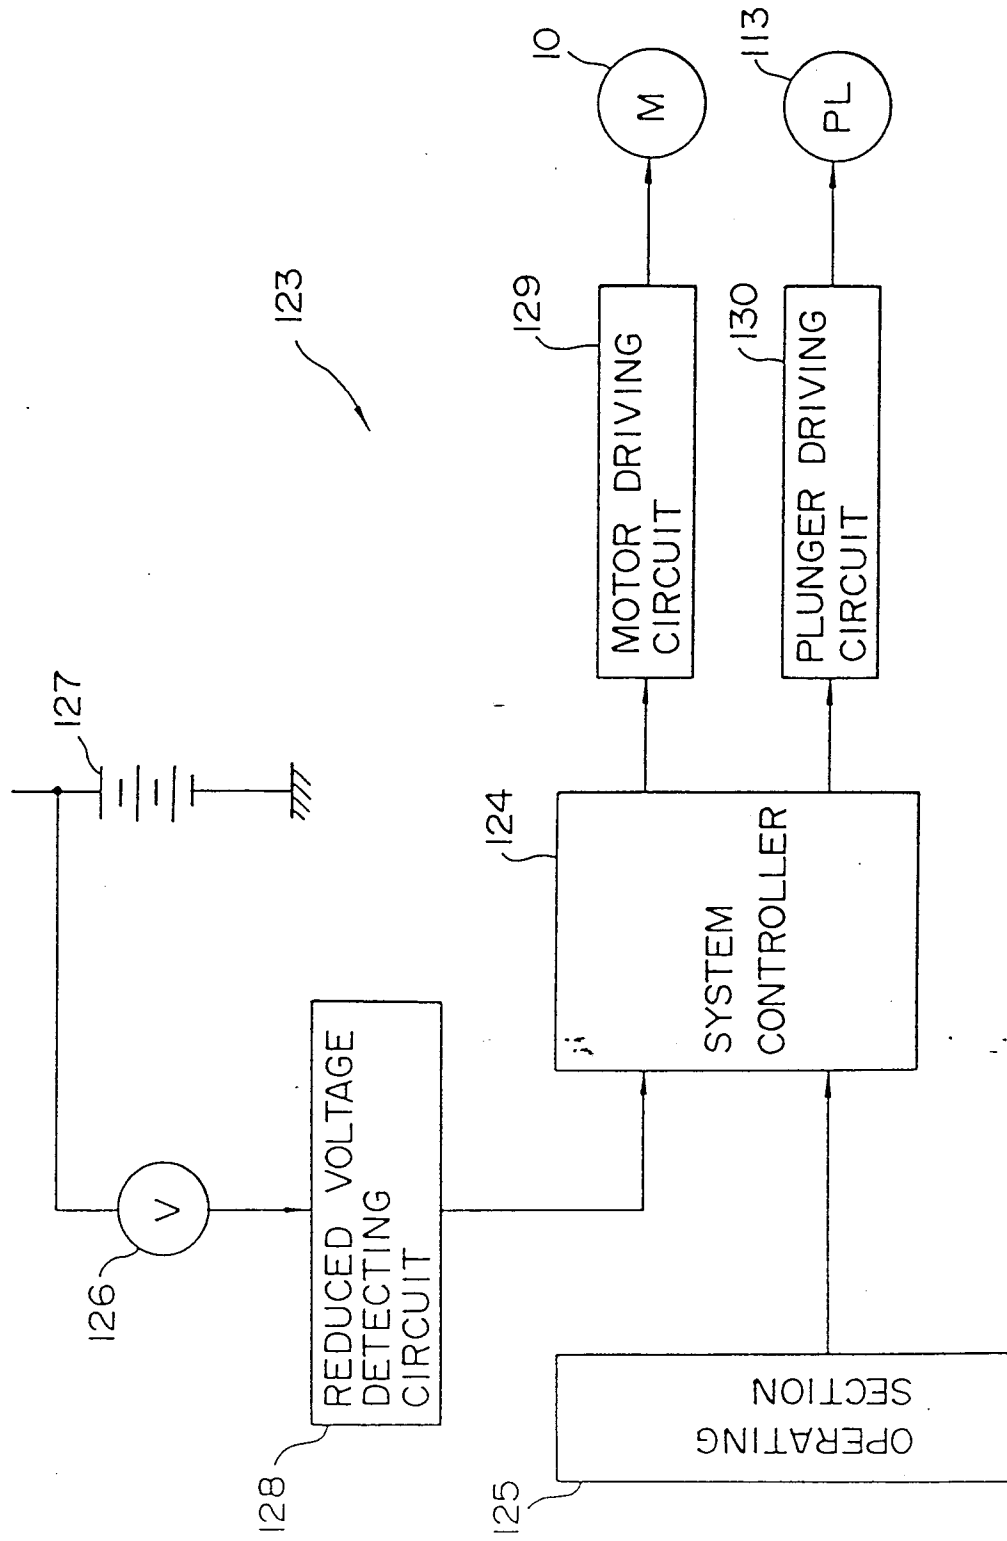 123
127
126
V
REDUCED VOLTAGE
DETECTING
CIRCUIT
128
124
SYSTEM
CONTROLLER
125
OPERATING
SECTION
129
MOTOR DRIVING
CIRCUIT
10
M
130
PLUNGER DRIVING
CIRCUIT
113
PL